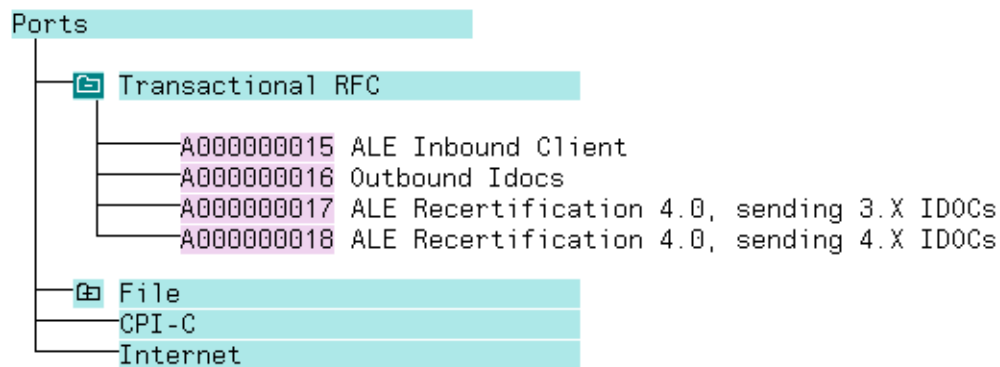 Ports
Transactional RFC
A000000015 ALE Inbound Client
A000000016 Outbound Idocs
A000000017 ALE Recertification 4.0, sending 3.X IDOCs
A000000018 ALE Recertification 4.0, sending 4.X IDOCs
File
CPI-C
Internet